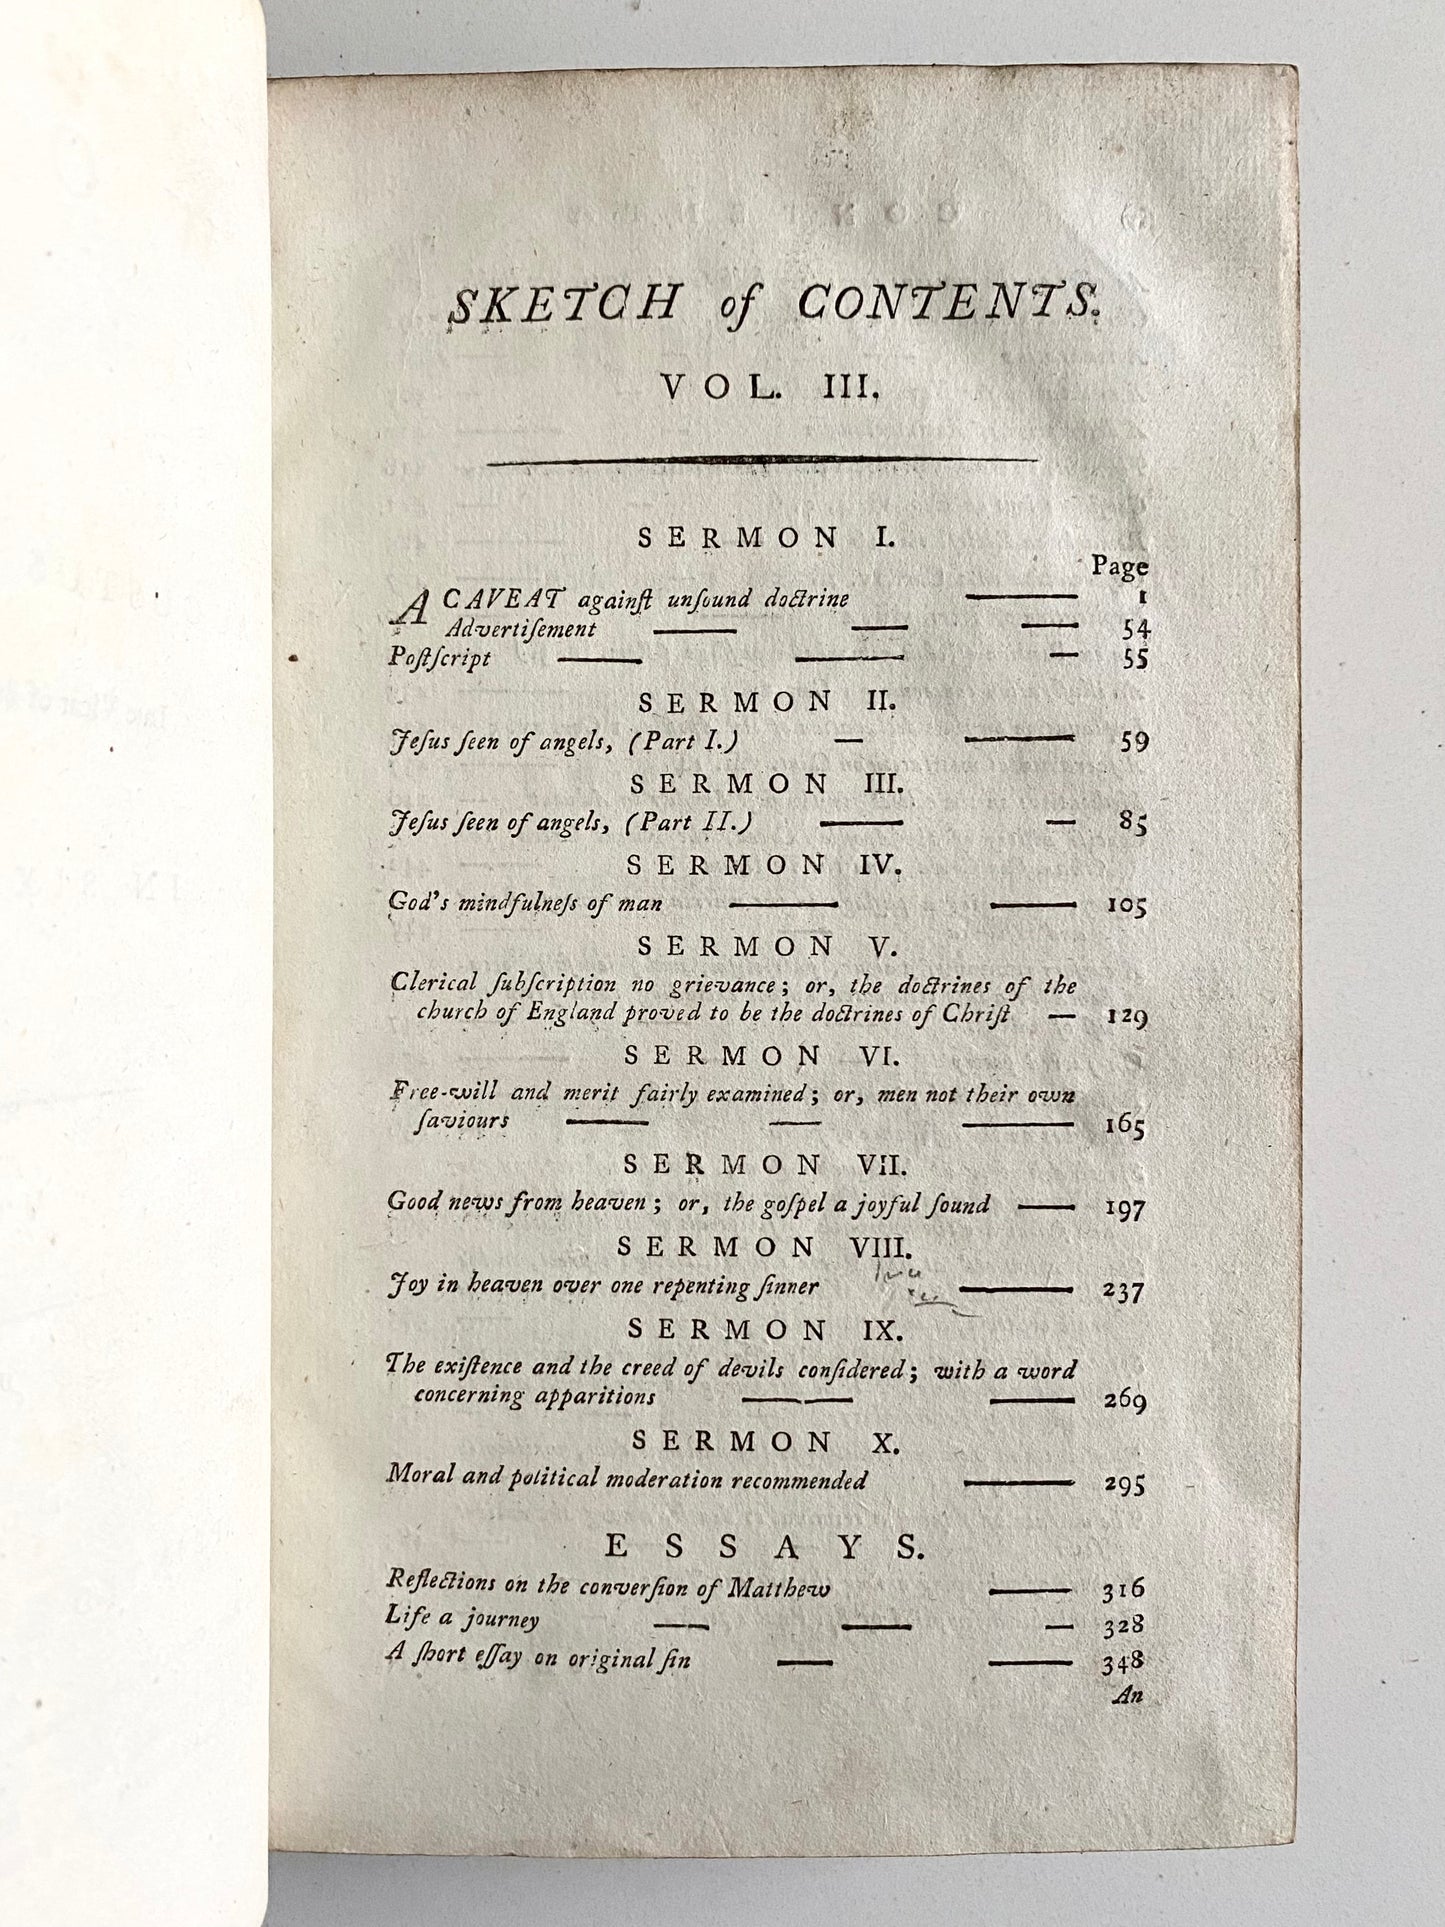 SKETCH of CONTENTS.
VOL. III.
SERMON I.
Page
A CAVEAT againſt unſound doctrine 1
Advertiſement 54
Poſtſcript 55
SERMON II.
Jeſus ſeen of angels, (Part I.) 59
SERMON III.
Jeſus ſeen of angels, (Part II.) 85
SERMON IV.
God's mindfulneſs of man 105
SERMON V.
Clerical ſubſcription no grievance; or, the doctrines of the
church of England proved to be the doctrines of Chriſt 129
SERMON VI.
Free-will and merit fairly examined; or, men not their own
ſaviours 165
SERMON VII.
Good news from heaven; or, the goſpel a joyful ſound 197
SERMON VIII.
Joy in heaven over one repenting ſinner 237
SERMON IX.
The exiſtence and the creed of devils conſidered; with a word
concerning apparitions 269
SERMON X.
Moral and political moderation recommended 295
ESSAYS.
Reflections on the converſion of Matthew 316
Life a journey 328
A ſhort eſſay on original ſin 348
An